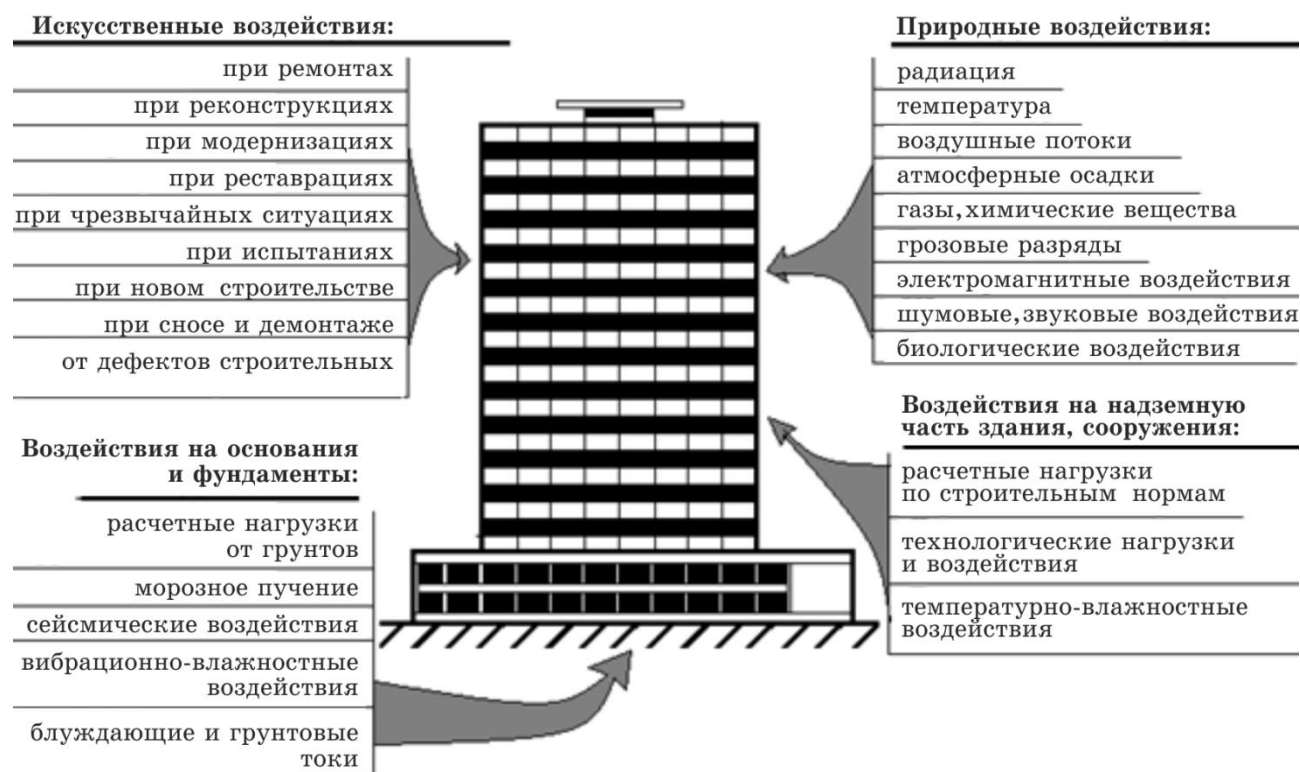 Искусственные воздействия:
при ремонтах
при реконструкциях
при модернизациях
при реставрациях
при чрезвычайных ситуациях
при испытаниях
при новом строительстве
при сносе и демонтаже
от дефектов строительных
Воздействия на основания
и фундаменты:
расчетные нагрузки
от грунтов
морозное пучение
сейсмические воздействия
вибрационно-влажностные
воздействия
блуждающие и грунтовые
токи
Природные воздействия:
радиация
температура
воздушные потоки
атмосферные осадки
газы,химические вещества
грозовые разряды
электромагнитные воздействия
шумовые,звуковые воздействия
биологические воздействия
Воздействия на надземную
часть здания, сооружения:
расчетные нагрузки
по строительным нормам
технологические нагрузки
и воздействия
температурно-влажностные
воздействия